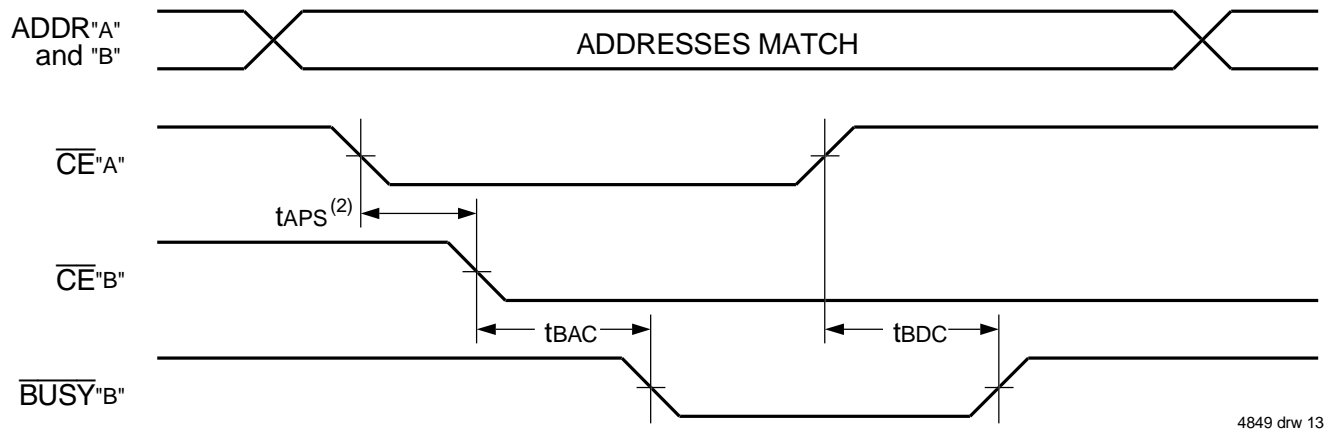 ADDR"A"
and "B"
ADDRESSES MATCH
CE"A"
tAPS(2)
CE"B"
tBAC
tBDC
BUSY"B"
4849 drw 13